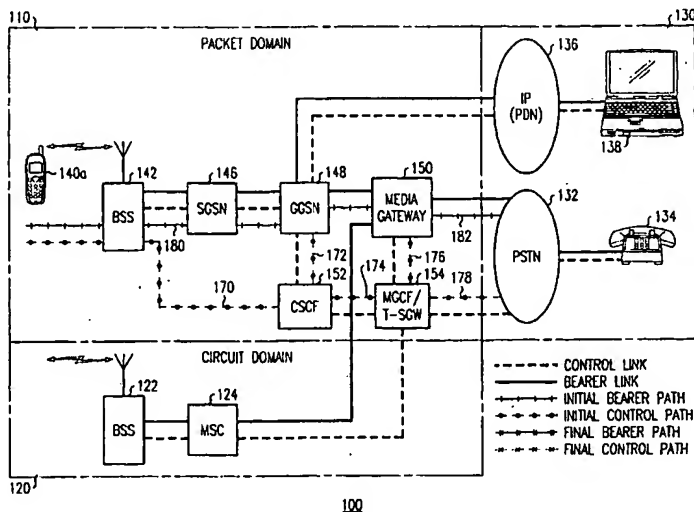 110
130
PACKET DOMAIN
136
IP
(PDN)
138
140a
142
BSS
146
SGSN
148
GGSN
150
MEDIA
GATEWAY
132
PSTN
134
180
182
172
152
174
176
154
178
170
CSCF
MGCF/
T-SGW
CIRCUIT DOMAIN
122
BSS
124
MSC
CONTROL LINK
BEARER LINK
INITIAL BEARER PATH
INITIAL CONTROL PATH
FINAL BEARER PATH
FINAL CONTROL PATH
120
100